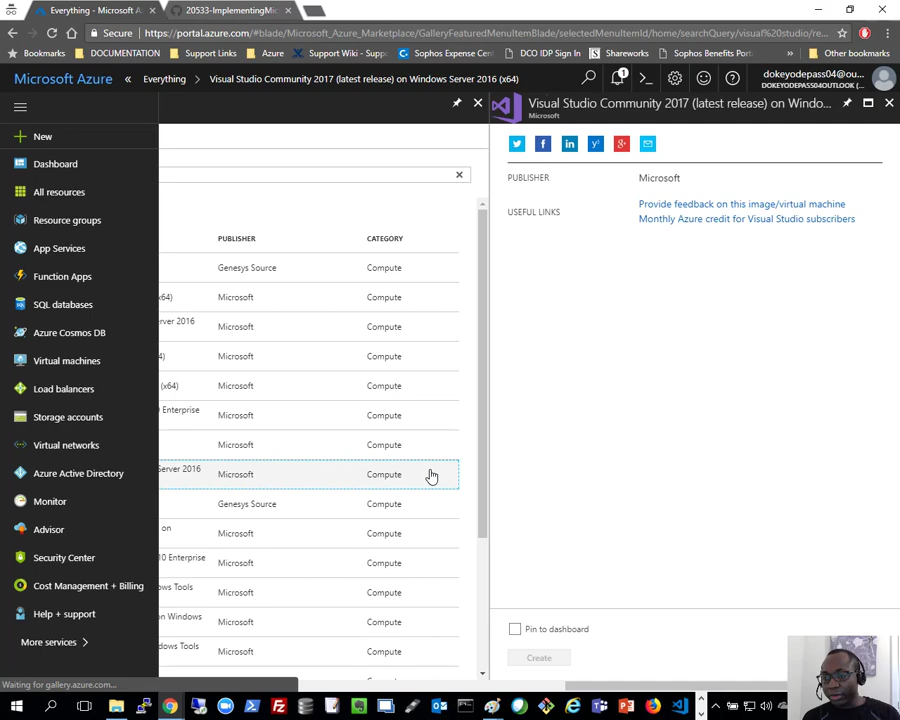 Everything - Microsoft A
20533-ImplementingMic
Secure
https://portal.azure.com/#blade/Microsoft_Azure_Marketplace/GalleryFeaturedMenuItemBlade/selectedMenuItemId/home/searchQuery/visual%20studio/re...
Bookmarks DOCUMENTATION Support Links Azure Support Wiki - Supp Sophos Expense Cen DCO IDP Sign In Shareworks Sophos Benefits Porta » Other bookmarks
Microsoft Azure « Everything > Visual Studio Community 2017 (latest release) on Windows Server 2016 (x64)
1
dokeyodepass04@ou...
DOKEYODEPASS04OUTLOOK (...
Visual Studio Community 2017 (latest release) on Windo...
Microsoft
New
Dashboard
All resources
Resource groups
App Services
Function Apps
SQL databases
Azure Cosmos DB
Virtual machines
Load balancers
Storage accounts
Virtual networks
Azure Active Directory
Monitor
Advisor
Security Center
Cost Management + Billing
Help + support
More services >
PUBLISHER CATEGORY
Genesys Source Compute
x64) Microsoft Compute
erver 2016 Microsoft Compute
4) Microsoft Compute
(x64) Microsoft Compute
0 Enterprise Microsoft Compute
Microsoft Compute
Server 2016 Microsoft Compute
Genesys Source Compute
on Microsoft Compute
10 Enterprise Microsoft Compute
ows Tools Microsoft Compute
on Windows Microsoft Compute
Windows Tools Microsoft Compute
PUBLISHER Microsoft
USEFUL LINKS Provide feedback on this image/virtual machine
Monthly Azure credit for Visual Studio subscribers
Pin to dashboard
Create
Waiting for gallery.azure.com...